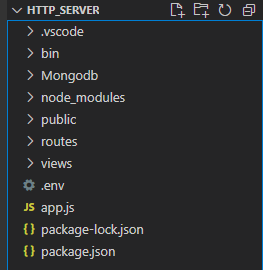 HTTP_SERVER
.vscode
bin
Mongodb
node_modules
public
routes
views
.env
JS app.js
{} package-lock.json
{} package.json